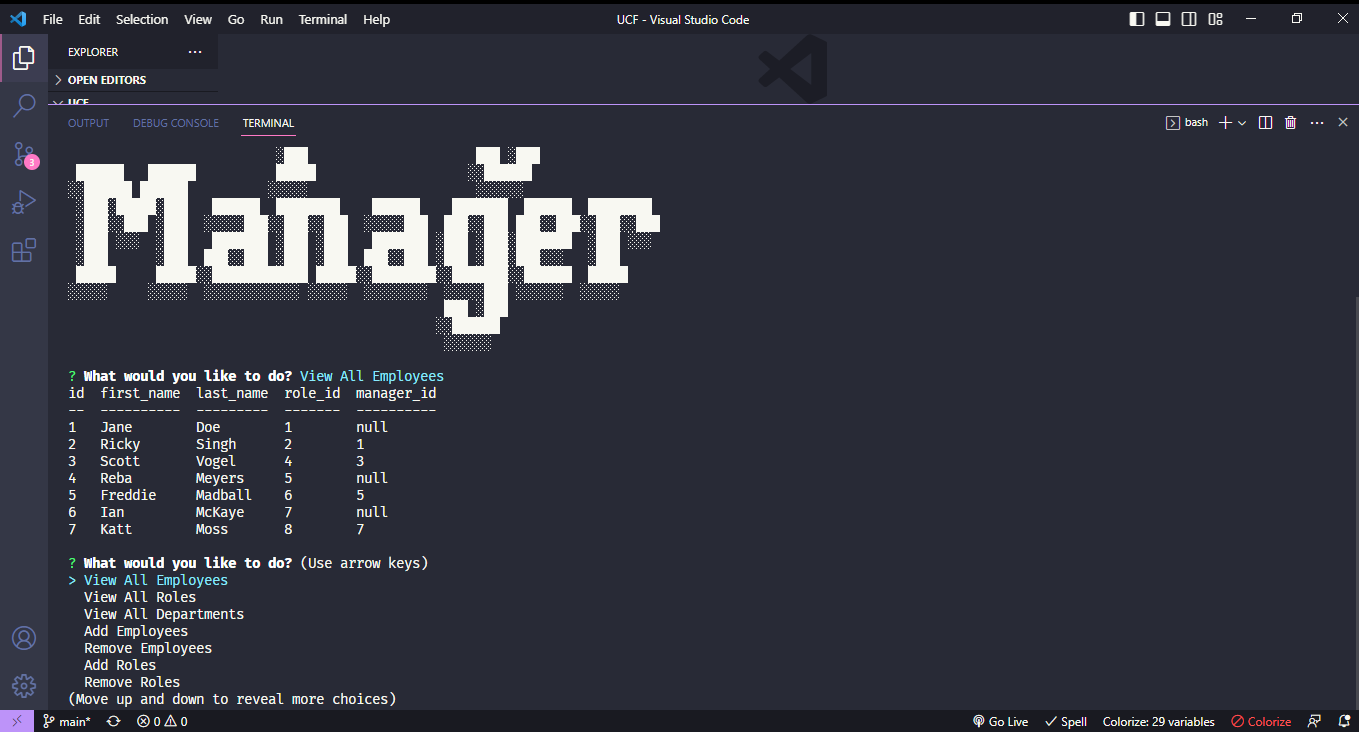 File Edit Selection View Go Run Terminal Help UCF - Visual Studio Code
EXPLORER
OPEN EDITORS
UCF
OUTPUT DEBUG CONSOLE TERMINAL bash
3
Manager
? What would you like to do? View All Employees
id first_name last_name role_id manager_id
-- ---------- --------- ------- ----------
1 Jane Doe 1 null
2 Ricky Singh 2 1
3 Scott Vogel 4 3
4 Reba Meyers 5 null
5 Freddie Madball 6 5
6 Ian McKaye 7 null
7 Katt Moss 8 7
? What would you like to do? (Use arrow keys)
> View All Employees
View All Roles
View All Departments
Add Employees
Remove Employees
Add Roles
Remove Roles
(Move up and down to reveal more choices)
main* 0 0 Go Live Spell Colorize: 29 variables Colorize